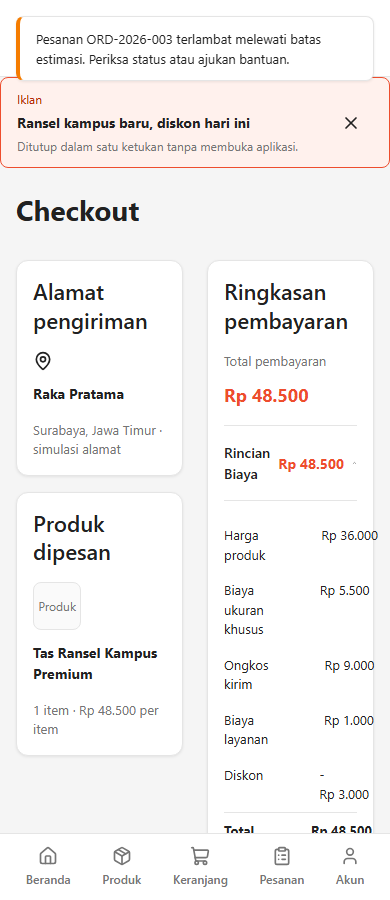 Pesanan ORD-2026-003 terlambat melewati batas
estimasi. Periksa status atau ajukan bantuan.
Iklan
Ransel kampus baru, diskon hari ini
Ditutup dalam satu ketukan tanpa membuka aplikasi.
Checkout
Alamat
pengiriman
Raka Pratama
Surabaya, Jawa Timur ·
simulasi alamat
Produk
dipesan
Produk
Tas Ransel Kampus
Premium
1 item · Rp 48.500 per
item
Ringkasan
pembayaran
Total pembayaran
Rp 48.500
Rincian
Biaya
Rp 48.500
Harga
produk
Rp 36.000
Biaya
ukuran
khusus
Rp 5.500
Ongkos
kirim
Rp 9.000
Biaya
layanan
Rp 1.000
Diskon
-
Rp 3.000
Total
Rp 48.500
Beranda
Produk
Keranjang
Pesanan
Akun